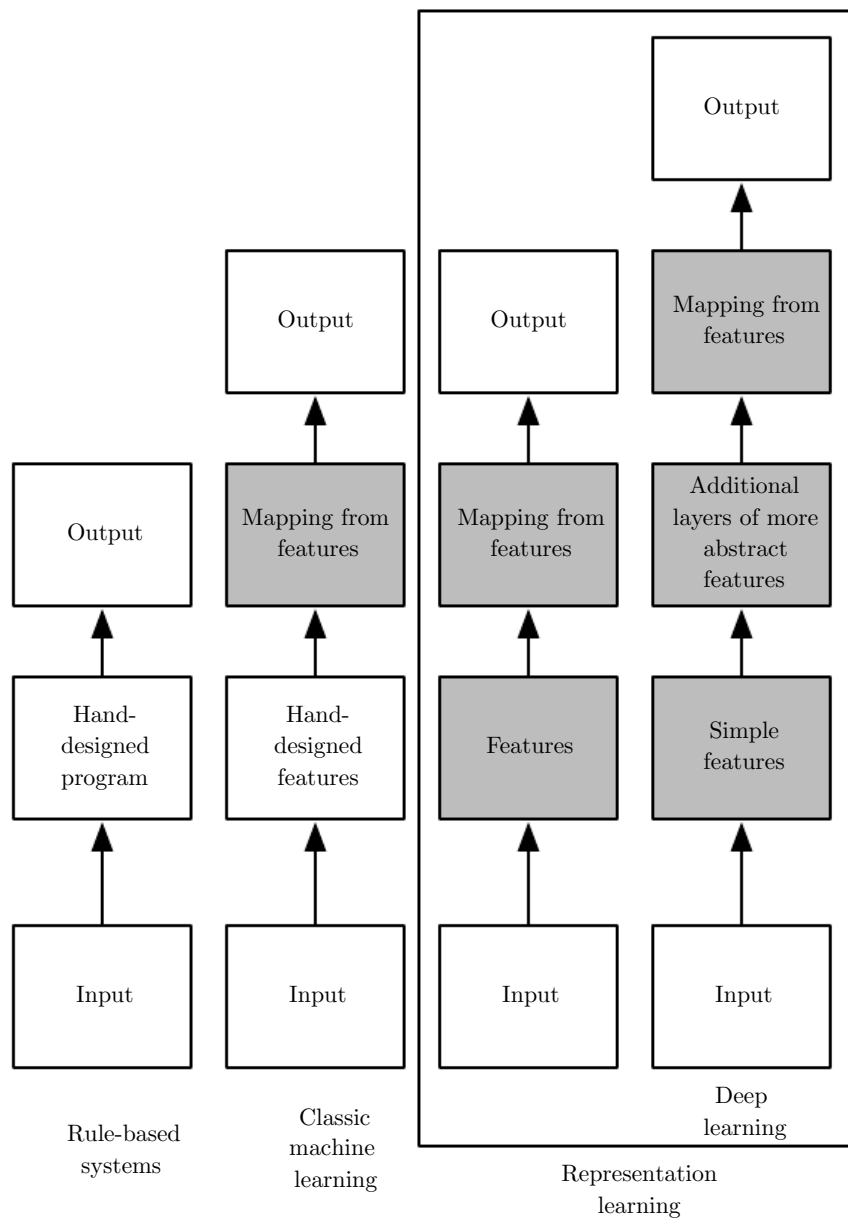 Output
Output
Output
Mapping from
features
Output
Mapping from
features
Mapping from
features
Additional
layers of more
abstract
features
Hand-
designed
program
Hand-
designed
features
Features
Simple
features
Input
Input
Input
Input
Rule-based
systems
Classic
machine
learning
Deep
learning
Representation
learning